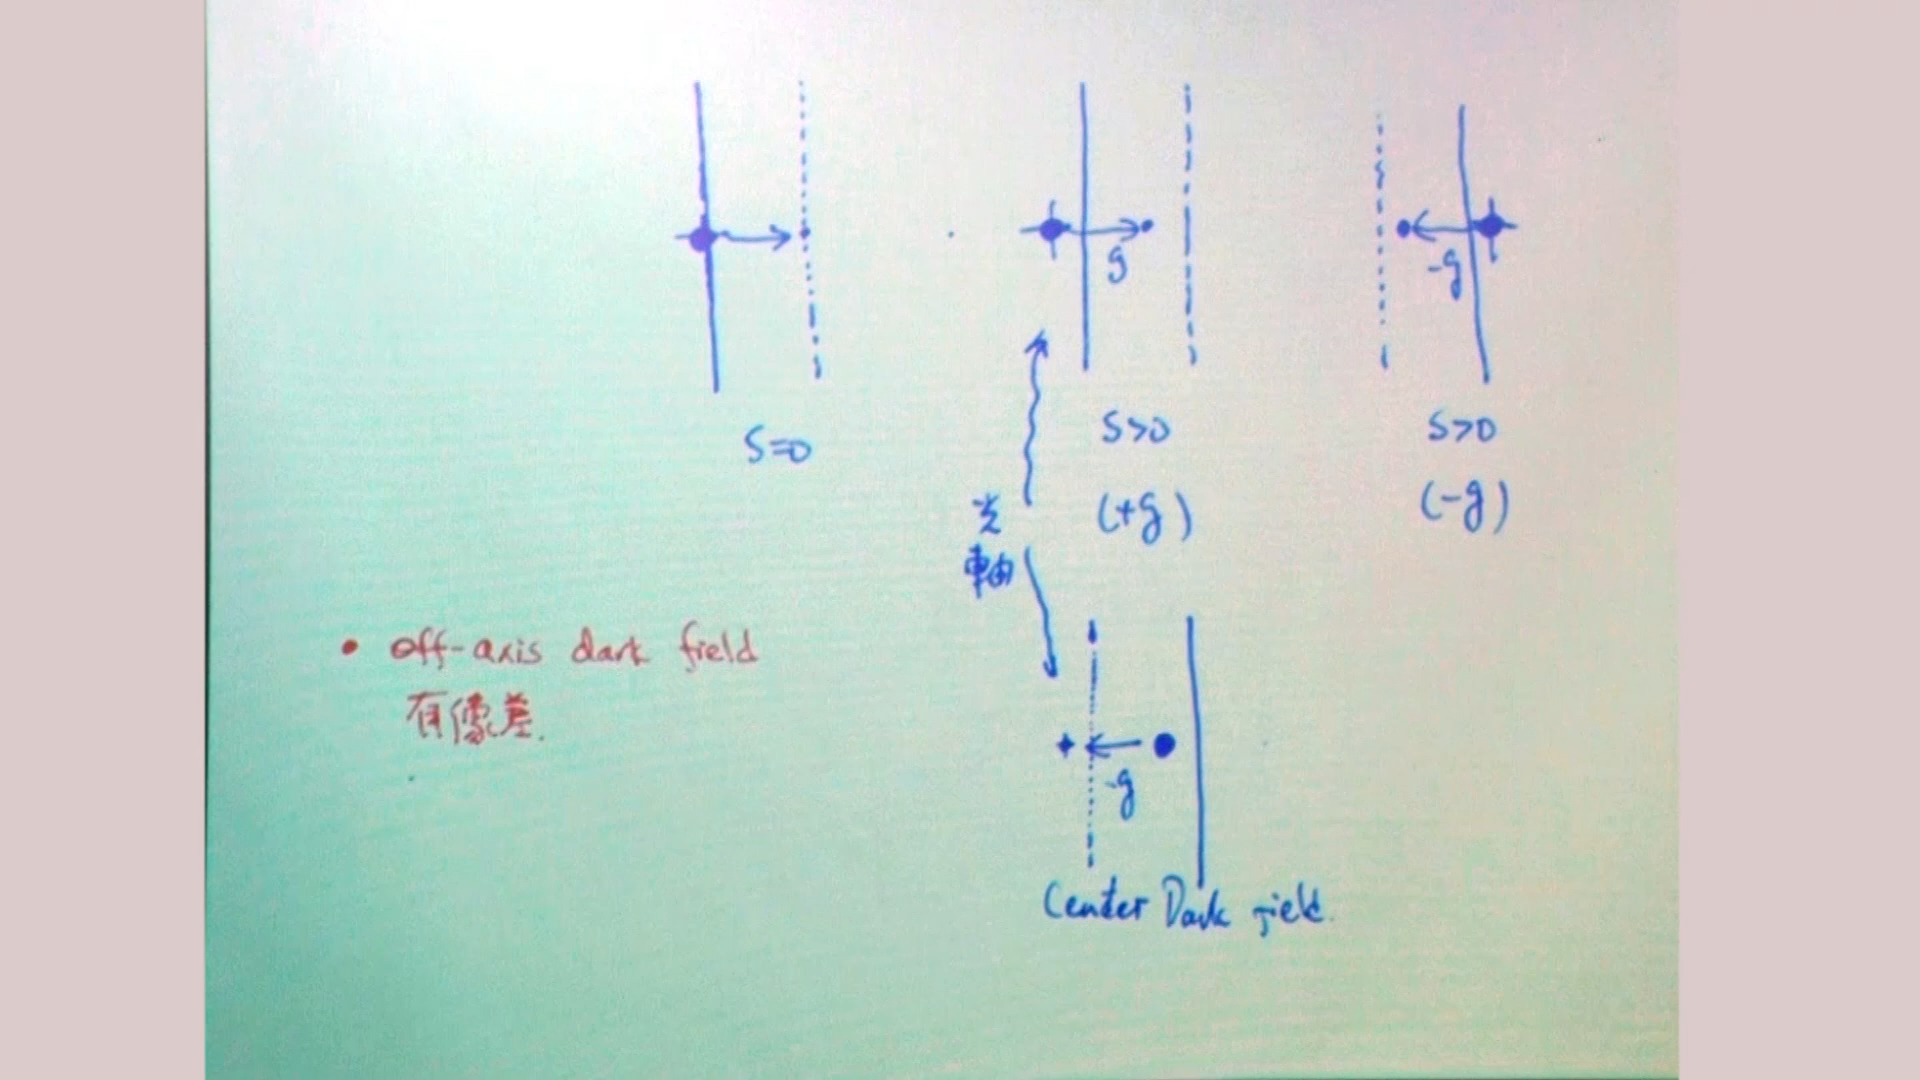 g
-g
S=0
S>0
S>0
(+g)
(-g)
光
軸
• off-axis dark field
有像差.
-g
Center Dark field.